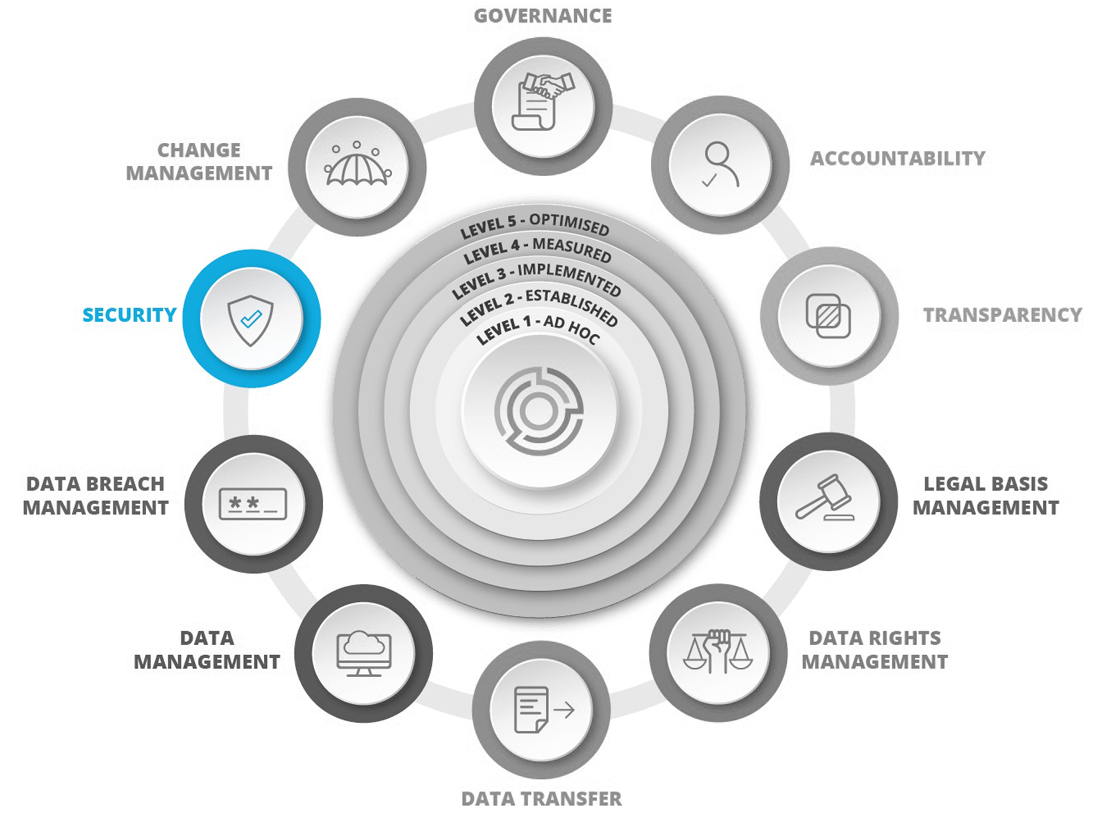 GOVERNANCE
CHANGE
MANAGEMENT
ACCOUNTABILITY
LEVEL 5 - OPTIMISED
LEVEL 4 - MEASURED
LEVEL 3 - IMPLEMENTED
LEVEL 2 - ESTABLISHED
LEVEL 1 - AD HOC
SECURITY
TRANSPARENCY
DATA BREACH
MANAGEMENT
**_
LEGAL BASIS
MANAGEMENT
DATA
MANAGEMENT
DATA RIGHTS
MANAGEMENT
DATA TRANSFER